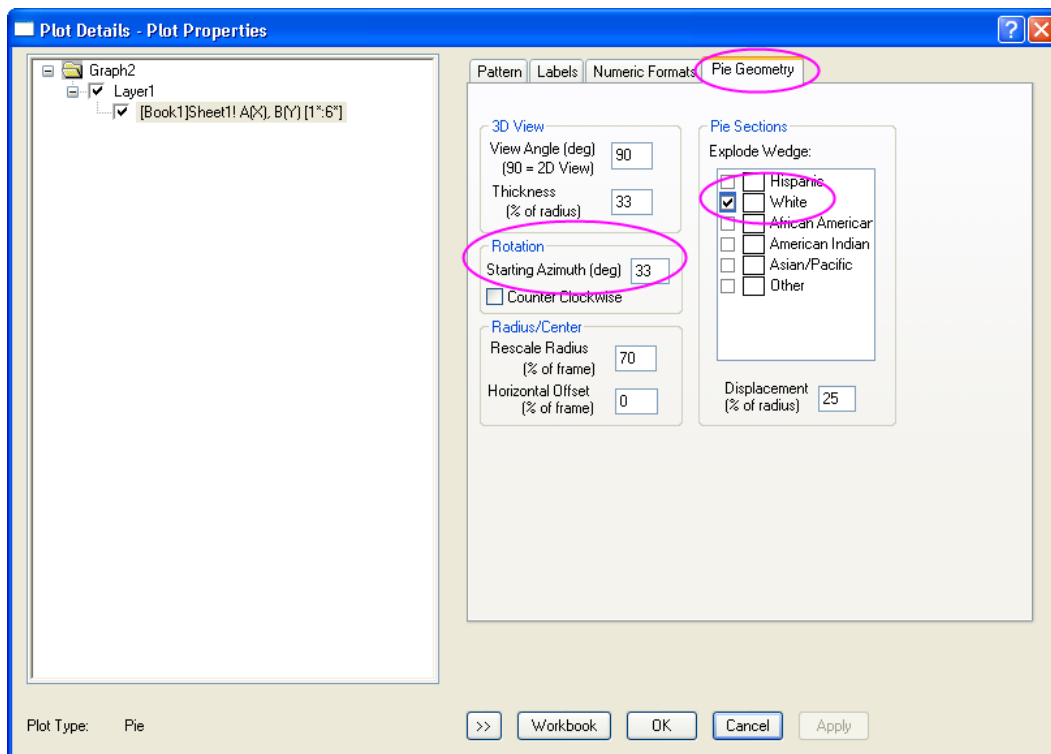 Plot Details - Plot Properties
Graph2
Layer1
[Book1]Sheet1! A(X), B(Y) [1*:6*]
Pattern
Labels
Numeric Formats
Pie Geometry
3D View
View Angle (deg)
(90 = 2D View)
90
Thickness
(% of radius)
33
Rotation
Starting Azimuth (deg)
33
Counter Clockwise
Radius/Center
Rescale Radius
(% of frame)
70
Horizontal Offset
(% of frame)
0
Pie Sections
Explode Wedge:
Hispanic
White
African American
American Indian
Asian/Pacific
Other
Displacement
(% of radius)
25
Plot Type: Pie
>>
Workbook
OK
Cancel
Apply